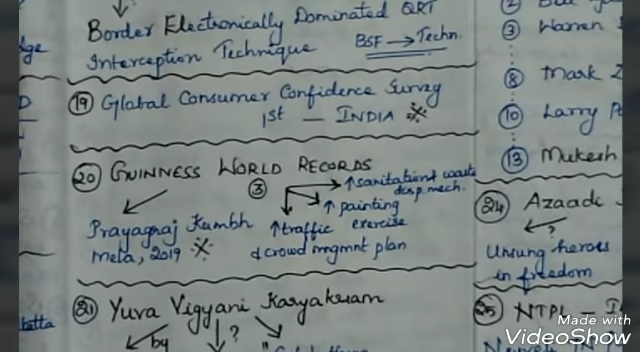 Border Electronically Dominated QRT
Interception Technique BSF → Techn.
19 Global Consumer Confidence Survey
1st — INDIA
20 GUINNESS WORLD RECORDS
3 ↑sanitation & waste
disp. mech.
↑ painting
Prayagraj Kumbh
Mela, 2019
↑ traffic exercise
& crowd mngmnt plan
21 Yuva Vigyani Karyakram
by ?
2
3 Warren
8 Mark Z
10 Larry P
13 Mukesh
24 Azaadi
?
Unsung heroes
in freedom
25 NTPL – I
Made with
VideoShow